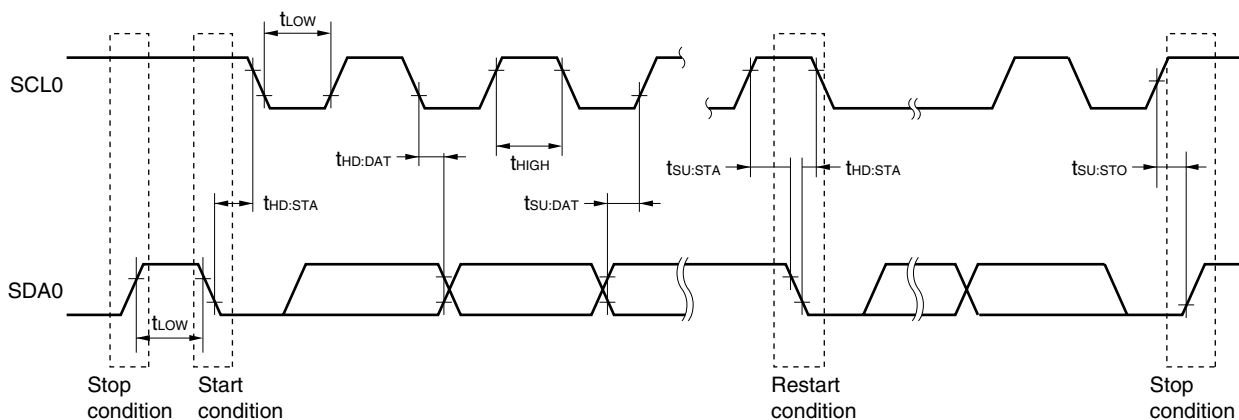 tLOW
SCL0
tHD:DAT
tHIGH
tSU:STA
tHD:STA
tSU:STO
tHD:STA
tSU:DAT
SDA0
tLOW
Stop
condition
Start
condition
Restart
condition
Stop
condition